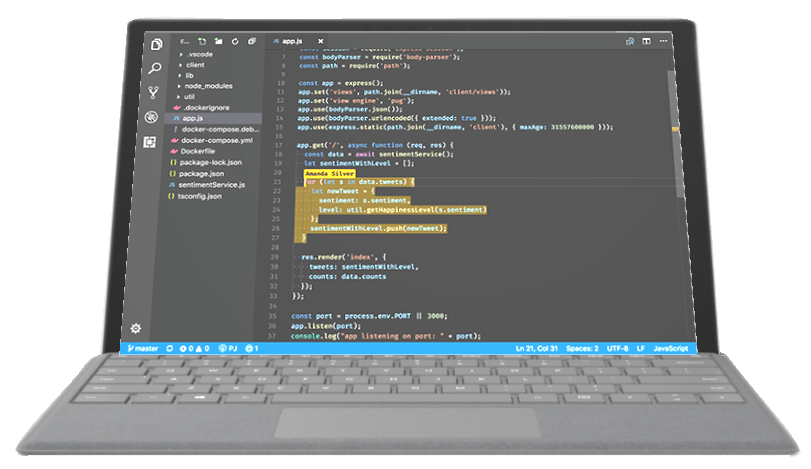 E...
app.js
.vscode
client
lib
node_modules
util
.dockerignore
app.js
docker-compose.deb...
docker-compose.yml
Dockerfile
package-lock.json
package.json
sentimentService.js
tsconfig.json
7 const bodyParser = require('body-parser');
8 const path = require('path');
9
10 const app = express();
11 app.set('views', path.join(__dirname, 'client/views'));
12 app.set('view engine', 'pug');
13 app.use(bodyParser.json());
14 app.use(bodyParser.urlencoded({ extended: true }));
15 app.use(express.static(path.join(__dirname, 'client'), { maxAge: 31557600000 }));
16
17 app.get('/', async function (req, res) {
18 const data = await sentimentService();
19 let sentimentWithLevel = [];
20 Amanda Silver
21 or (let s in data.tweets) {
22 let newTweet = {
23 sentiment: s.sentiment,
24 level: util.getHappinessLevel(s.sentiment)
25 };
26 sentimentWithLevel.push(newTweet);
27 }
28
29 res.render('index', {
30 tweets: sentimentWithLevel,
31 counts: data.counts
32 });
33 });
34
35 const port = process.env.PORT || 3000;
36 app.listen(port);
37 console.log("app listening on port: " + port);
master 0 0 PJ 1 Ln 21, Col 31 Spaces: 2 UTF-8 LF JavaScript